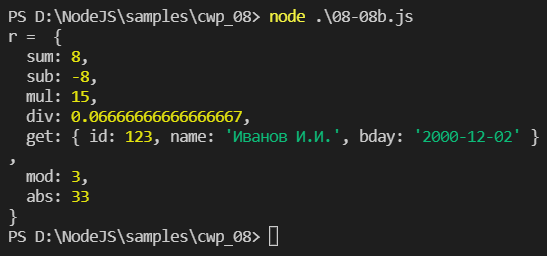 PS D:\NodeJS\samples\cwp_08> node .\08-08b.js
r =  {
  sum: 8,
  sub: -8,
  mul: 15,
  div: 0.06666666666666667,
  get: { id: 123, name: 'Иванов И.И.', bday: '2000-12-02' }
,
  mod: 3,
  abs: 33
}
PS D:\NodeJS\samples\cwp_08>